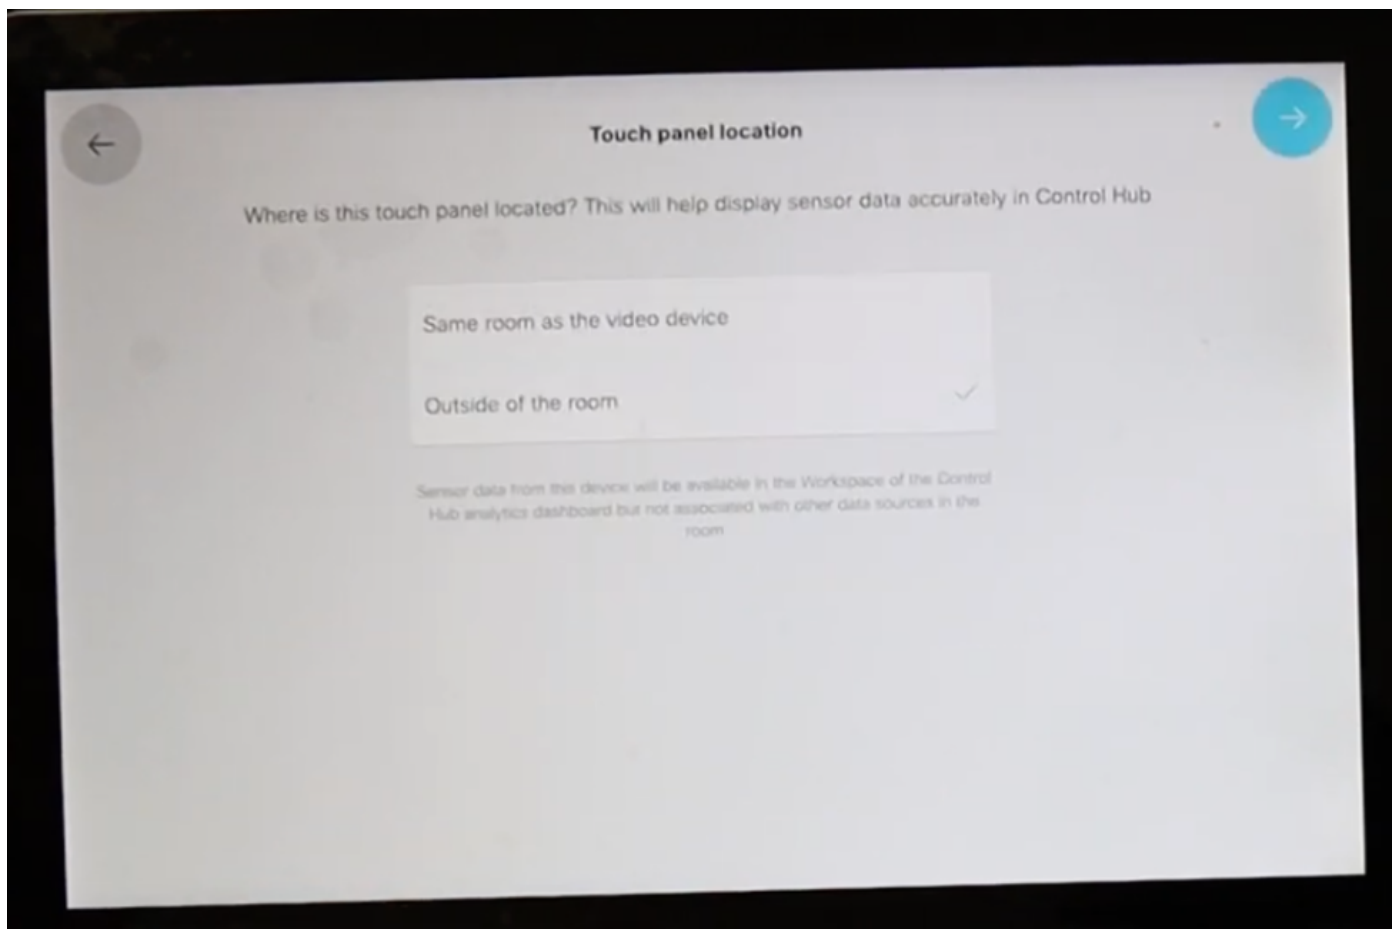 Touch panel location
Where is this touch panel located? This will help display sensor data accurately in Control Hub
Same room as the video device
Outside of the room
Sensor data from this device will be available in the Workspace of the Control
Hub analytics dashboard but not associated with other data sources in the
room